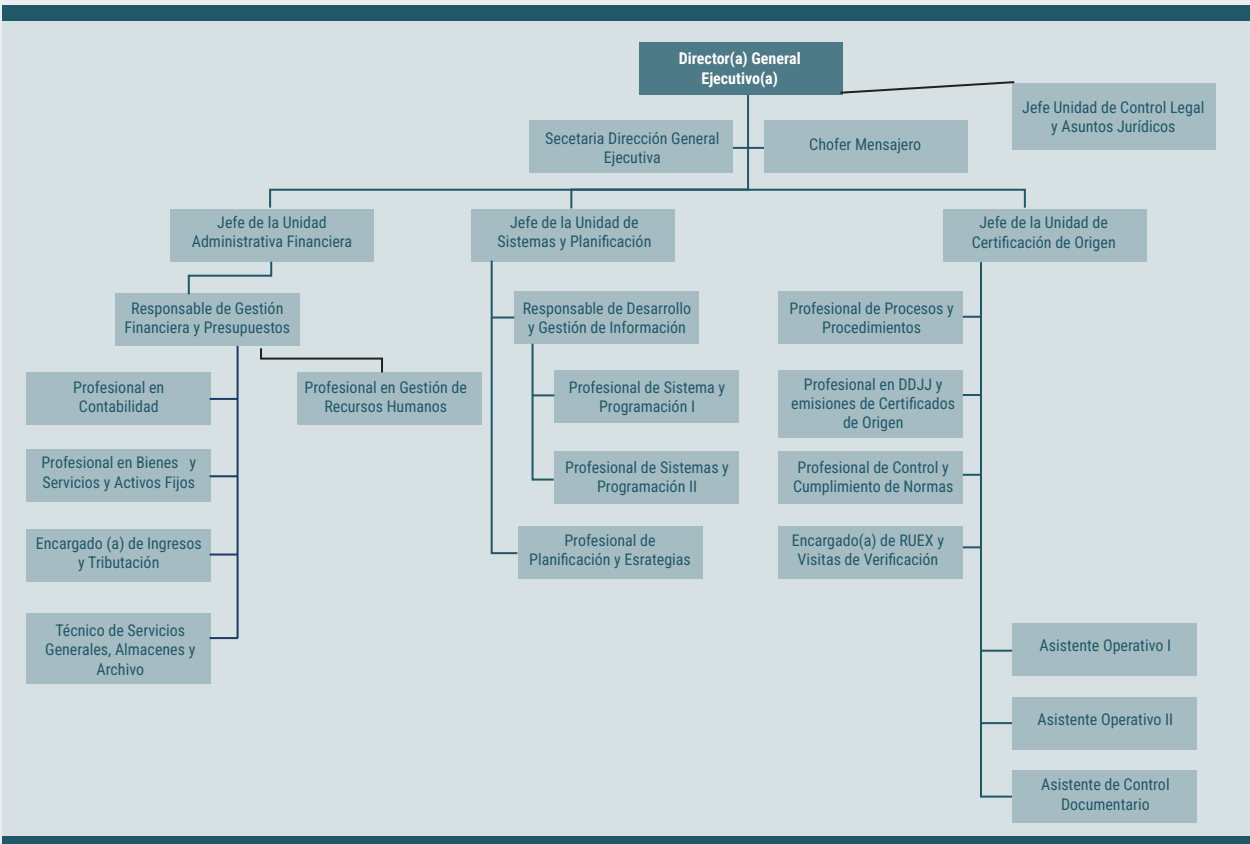 Director(a) General
Ejecutivo(a)
Jefe Unidad de Control Legal
y Asuntos Jurídicos
Secetaria Dirección General
Ejecutiva
Chofer Mensajero
Jefe de la Unidad
Administrativa Financiera
Jefe de la Unidad de
Sistemas y Planificación
Jefe de la Unidad de
Certificación de Origen
Responsable de Gestión
Financiera y Presupuestos
Profesional en
Contabilidad
Profesional en Gestión de
Recursos Humanos
Profesional en Bienes y
Servicios y Activos Fijos
Encargado (a) de Ingresos
y Tributación
Técnico de Servicios
Generales, Almacenes y
Archivo
Responsable de Desarrollo
y Gestión de Información
Profesional de Sistema y
Programación I
Profesional de Sistemas y
Programación II
Profesional de
Planificación y Esrategias
Profesional de Procesos y
Procedimientos
Profesional en DDJJ y
emisiones de Certificados
de Origen
Profesional de Control y
Cumplimiento de Normas
Encargado(a) de RUEX y
Visitas de Verificación
Asistente Operativo I
Asistente Operativo II
Asistente de Control
Documentario